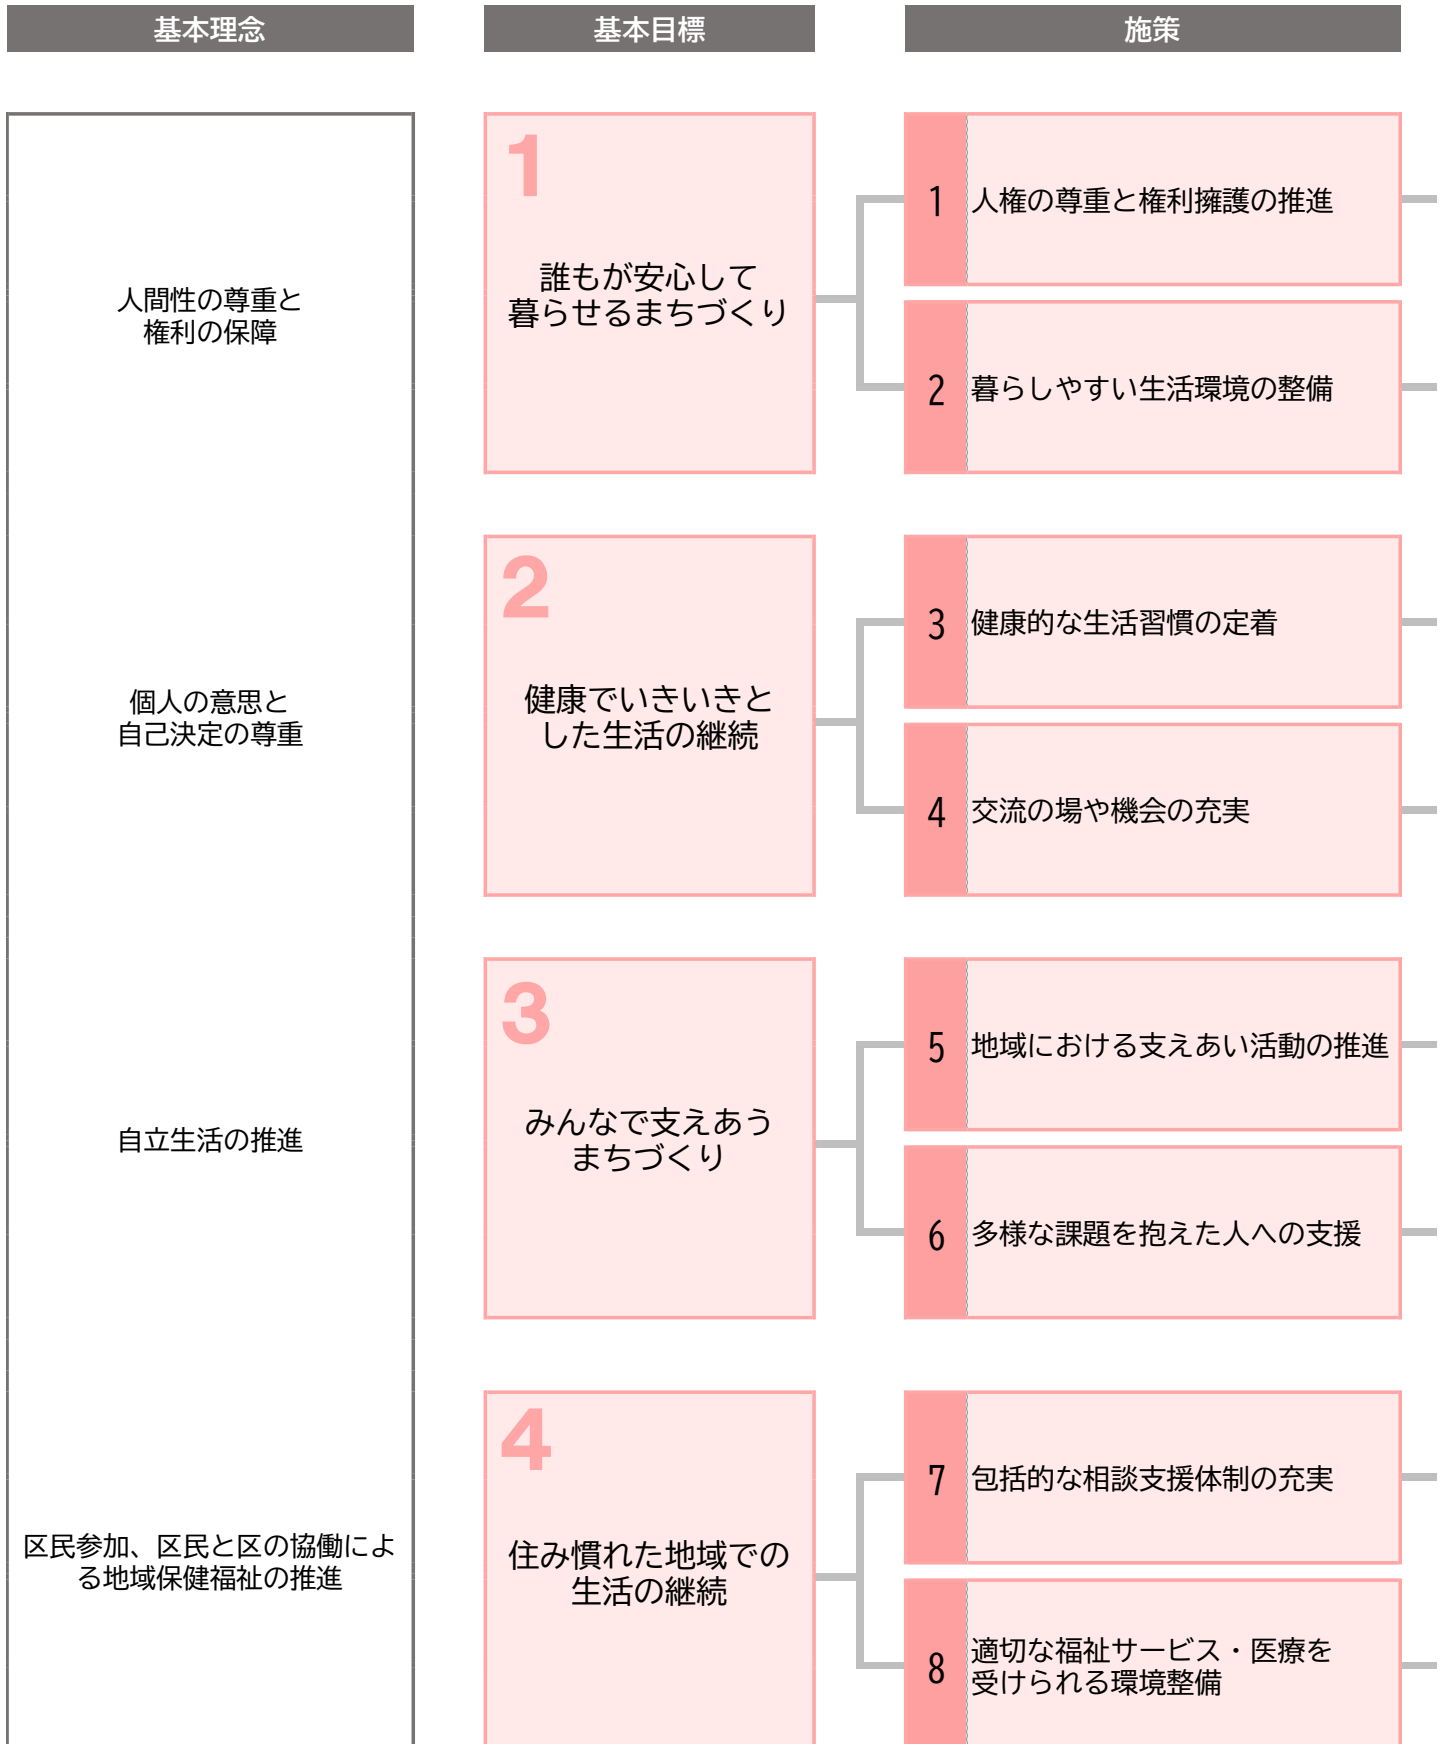 基本理念
基本目標
施策
人間性の尊重と
権利の保障
個人の意思と
自己決定の尊重
自立生活の推進
区民参加、区民と区の協働によ
る地域保健福祉の推進
1
誰もが安心して
暮らせるまちづくり
1 人権の尊重と権利擁護の推進
2 暮らしやすい生活環境の整備
2
健康でいきいきと
した生活の継続
3 健康的な生活習慣の定着
4 交流の場や機会の充実
3
みんなで支えあう
まちづくり
5 地域における支えあい活動の推進
6 多様な課題を抱えた人への支援
4
住み慣れた地域での
生活の継続
7 包括的な相談支援体制の充実
8 適切な福祉サービス・医療を
受けられる環境整備